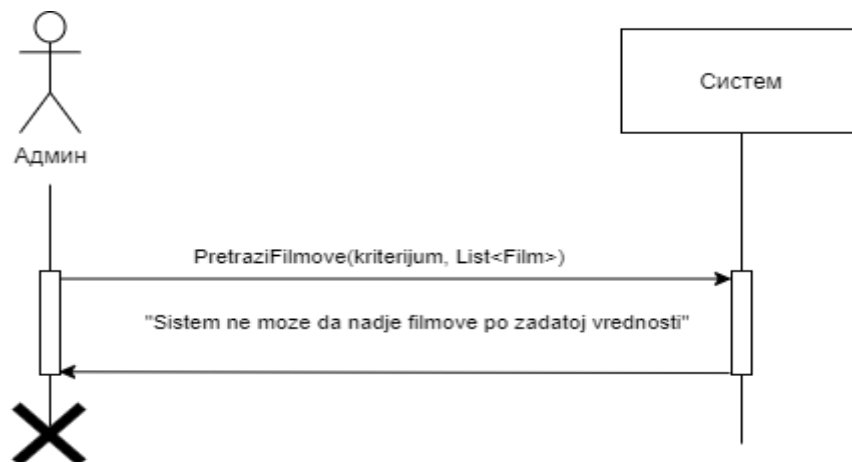 Систем
Админ
PretraziFilmove(kriterijum, List<Film>)
"Sistem ne moze da nadje filmove po zadatoj vrednosti"